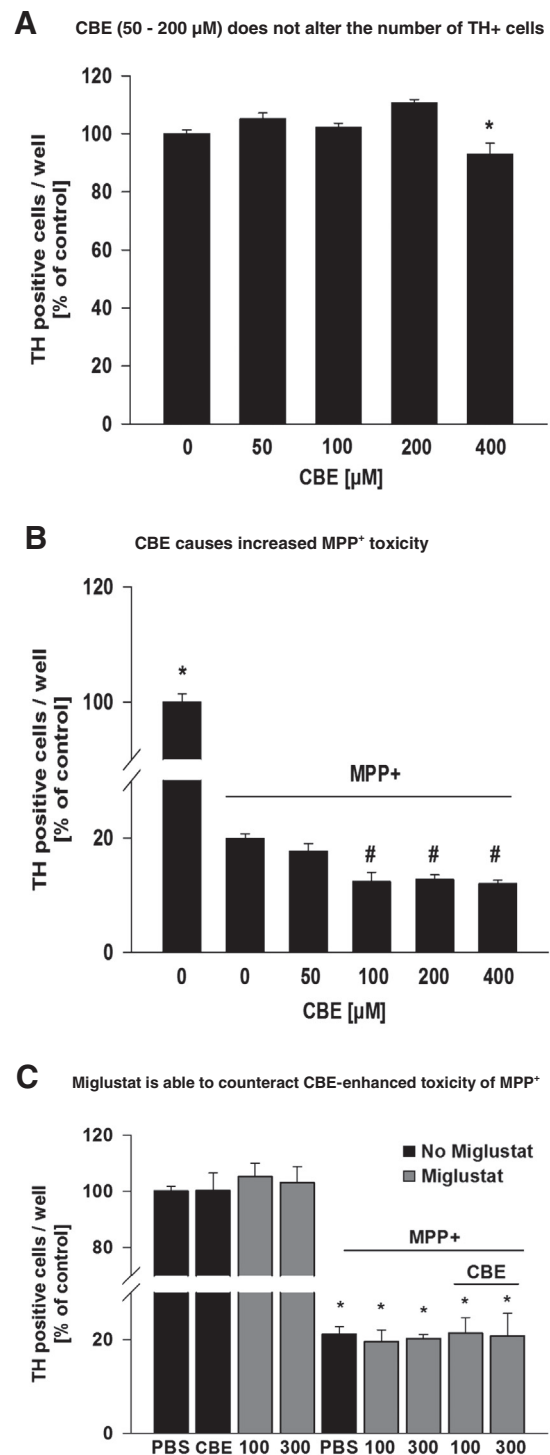 A
CBE (50 - 200 µM) does not alter the number of TH+ cells
TH positive cells / well
[% of control]
120
100
80
60
40
20
0
*
0 50 100 200 400
CBE [µM]
B
CBE causes increased MPP⁺ toxicity
TH positive cells / well
[% of control]
120
100
20
0
*
MPP+
# # #
0 0 50 100 200 400
CBE [µM]
C
Miglustat is able to counteract CBE-enhanced toxicity of MPP⁺
TH positive cells / well
[% of control]
120
100
80
20
0
No Miglustat
Miglustat
MPP+
CBE
* * * * *
PBS CBE 100 300 PBS 100 300 100 300